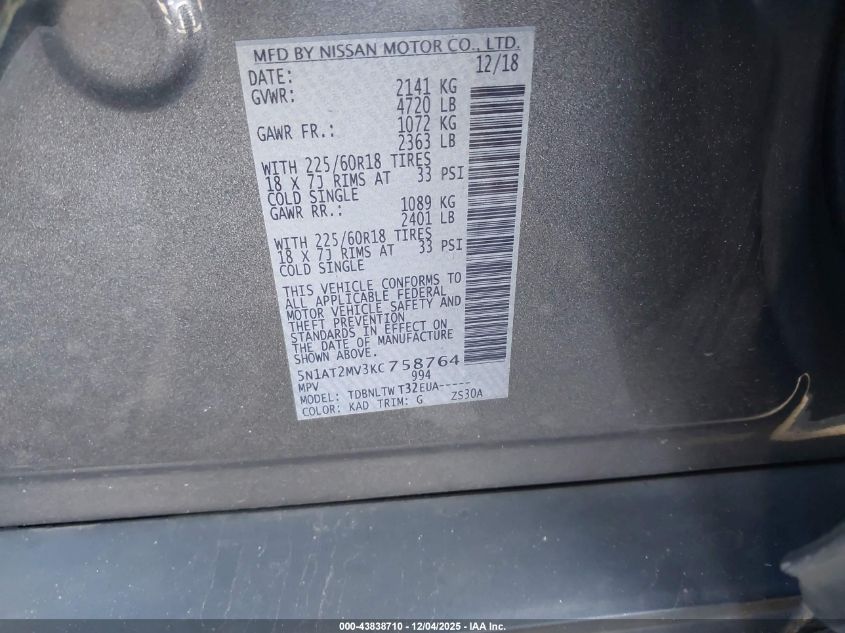 MFD BY NISSAN MOTOR CO., LTD.
DATE: 12/18
GVWR: 2141 KG
4720 LB
GAWR FR.: 1072 KG
2363 LB
WITH 225/60R18 TIRES
18 X 7J RIMS AT 33 PSI
COLD SINGLE
GAWR RR.: 1089 KG
2401 LB
WITH 225/60R18 TIRES
18 X 7J RIMS AT 33 PSI
COLD SINGLE
THIS VEHICLE CONFORMS TO
ALL APPLICABLE FEDERAL
MOTOR VEHICLE SAFETY AND
THEFT PREVENTION
STANDARDS IN EFFECT ON
THE DATE OF MANUFACTURE
SHOWN ABOVE.
5N1AT2MV3KC758764
MPV 994
MODEL: TDBNLTW T32EUA-----
COLOR: KAD TRIM: G ZS30A
000-43838710 - 12/04/2025 - IAA Inc.